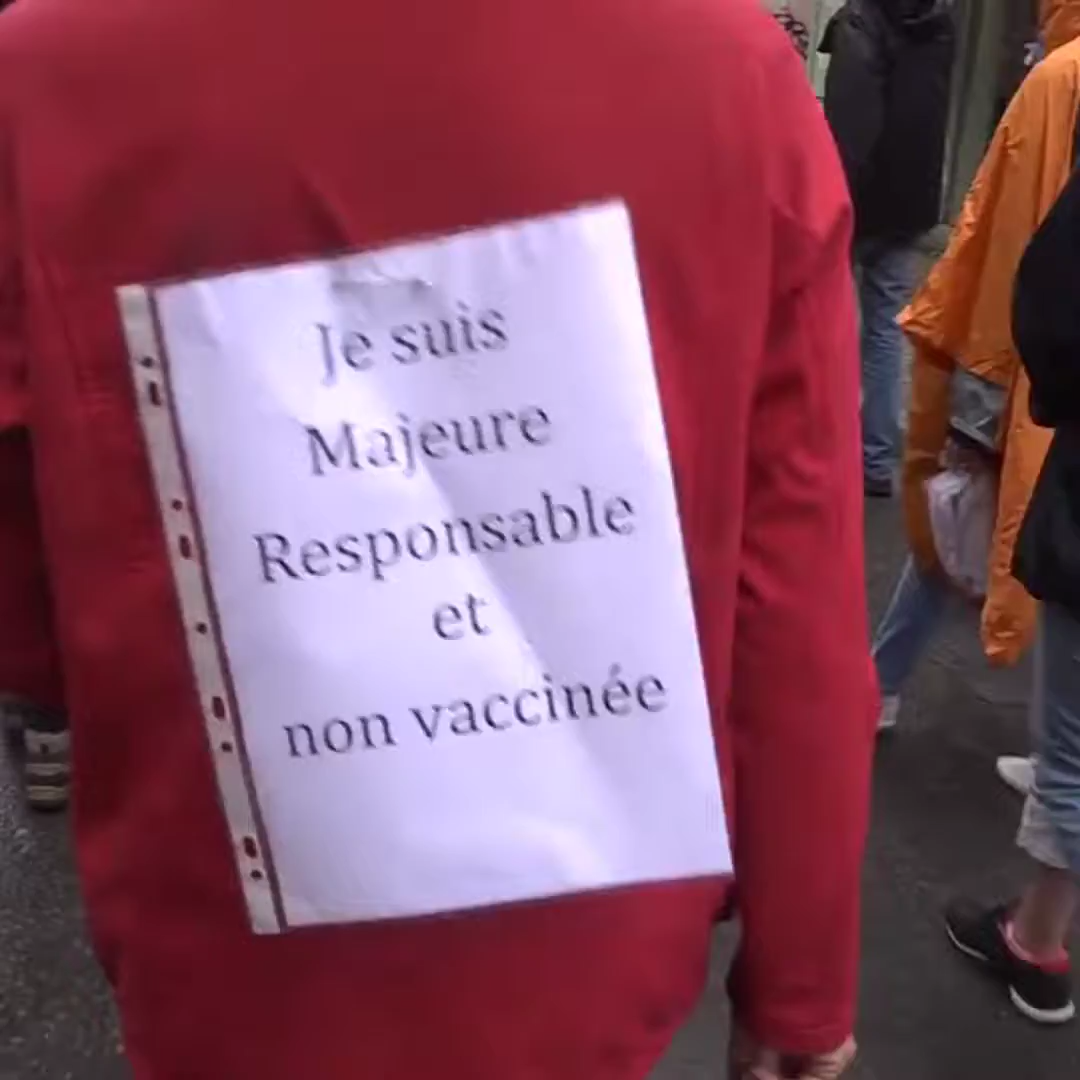 Je suis
Majeure
Responsable
et
non vaccinée